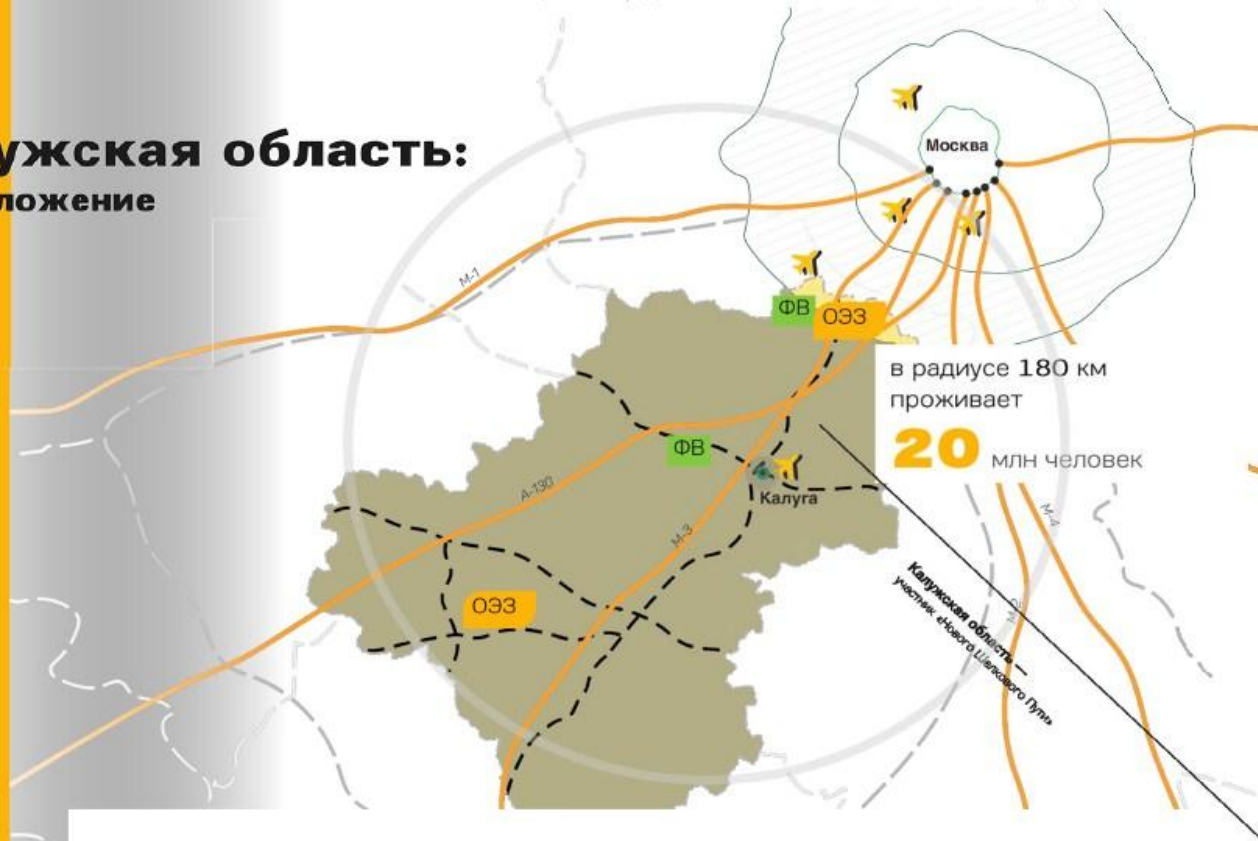 ужская область:
ложение
Москва
М-1
ФВ
ОЭЗ
в радиусе 180 км
проживает
20 млн человек
ФВ
Калуга
А-130
М-3
М-4
ОЭЗ
Калужская область —
участник «Нового Шелкового Пути»